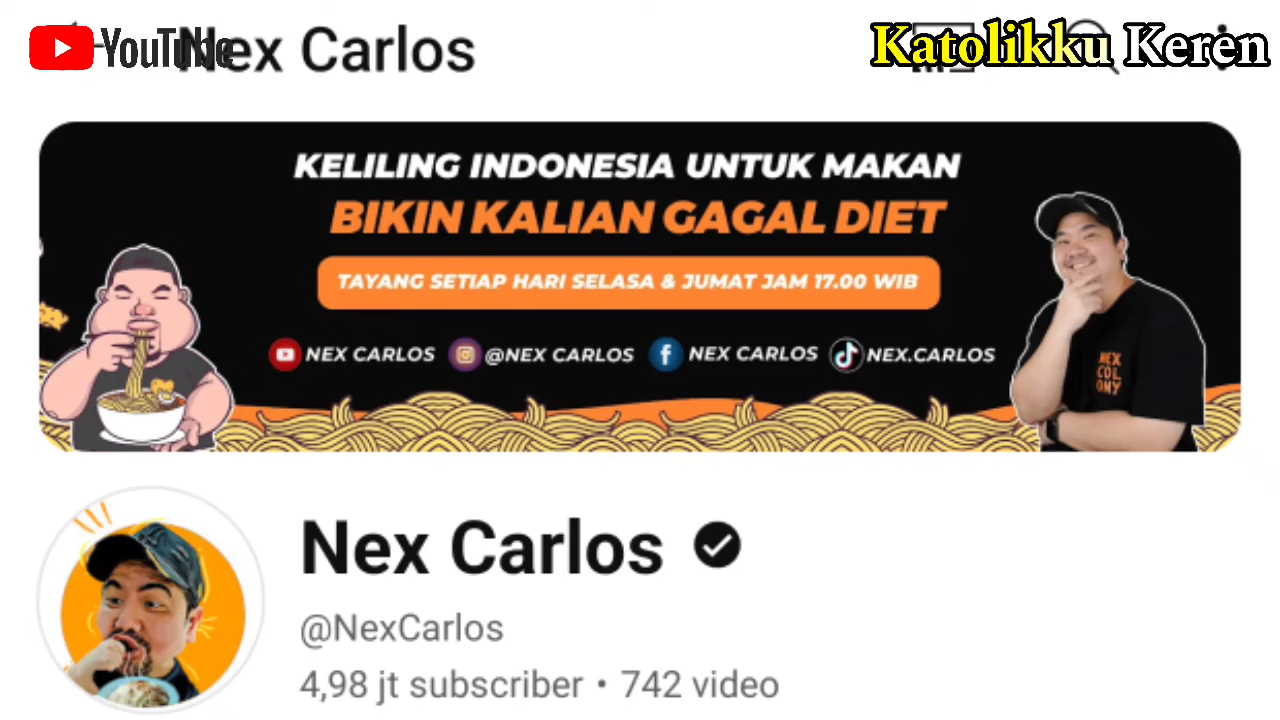 YouTube
Nex Carlos
Katolikku Keren
KELILING INDONESIA UNTUK MAKAN
BIKIN KALIAN GAGAL DIET
TAYANG SETIAP HARI SELASA & JUMAT JAM 17.00 WIB
NEX CARLOS @NEX CARLOS NEX CARLOS NEX.CARLOS
NEX
COL
ONY
Nex Carlos
@NexCarlos
4,98 jt subscriber • 742 video